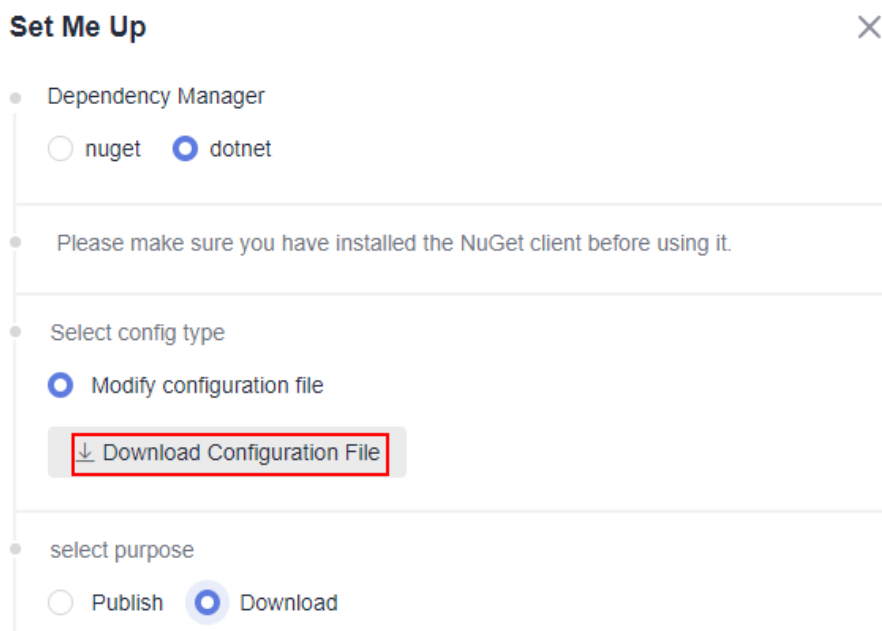 Set Me Up
Dependency Manager
nuget dotnet
Please make sure you have installed the NuGet client before using it.
Select config type
Modify configuration file
Download Configuration File
select purpose
Publish Download